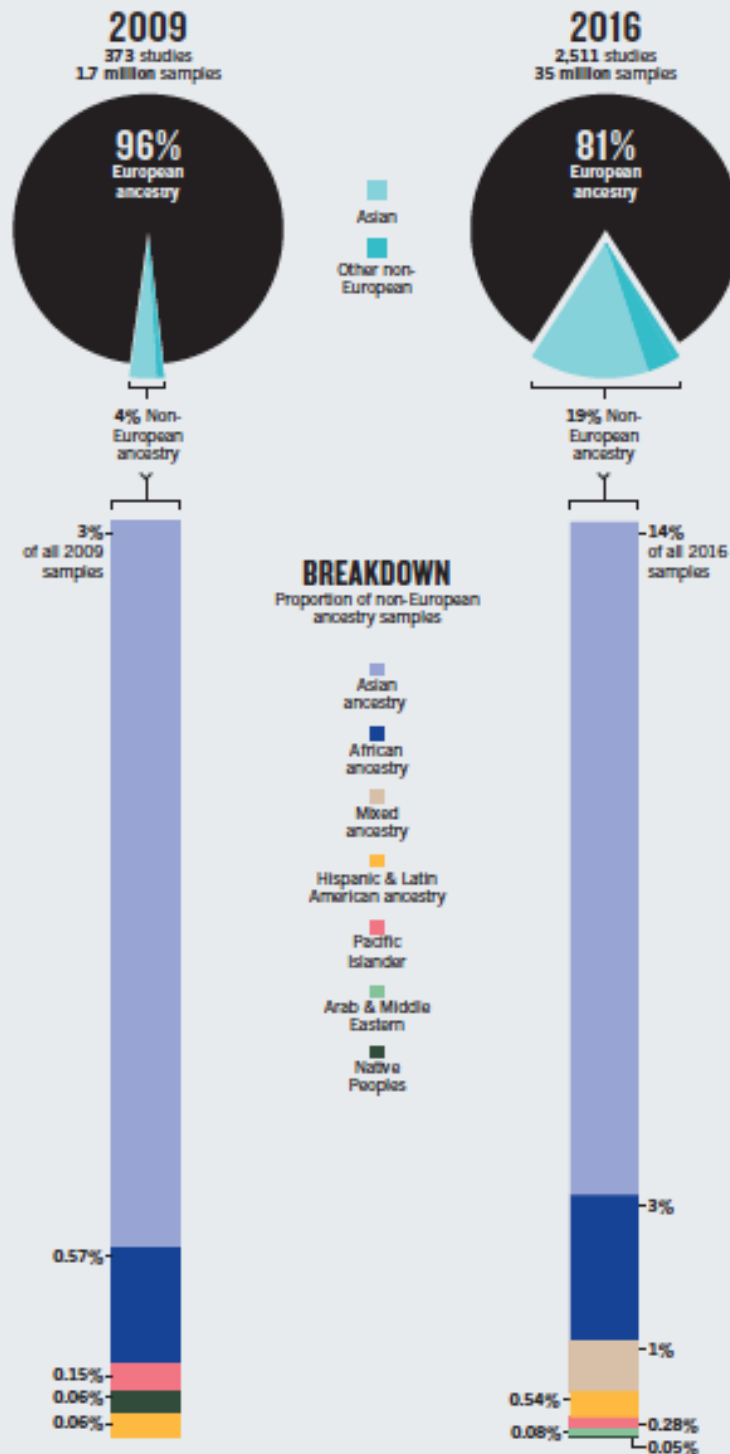 2009
373 studies
1.7 million samples
96%
European
ancestry
4% Non-
European
ancestry
Asian
Other non-
European
2016
2,511 studies
35 million samples
81%
European
ancestry
19% Non-
European
ancestry
3%
of all 2009
samples
0.57%
0.15%
0.06%
0.06%
BREAKDOWN
Proportion of non-European
ancestry samples
Asian
ancestry
African
ancestry
Mixed
ancestry
Hispanic & Latin
American ancestry
Pacific
Islander
Arab & Middle
Eastern
Native
Peoples
14%
of all 2016
samples
3%
1%
0.54%
0.28%
0.08%
0.05%